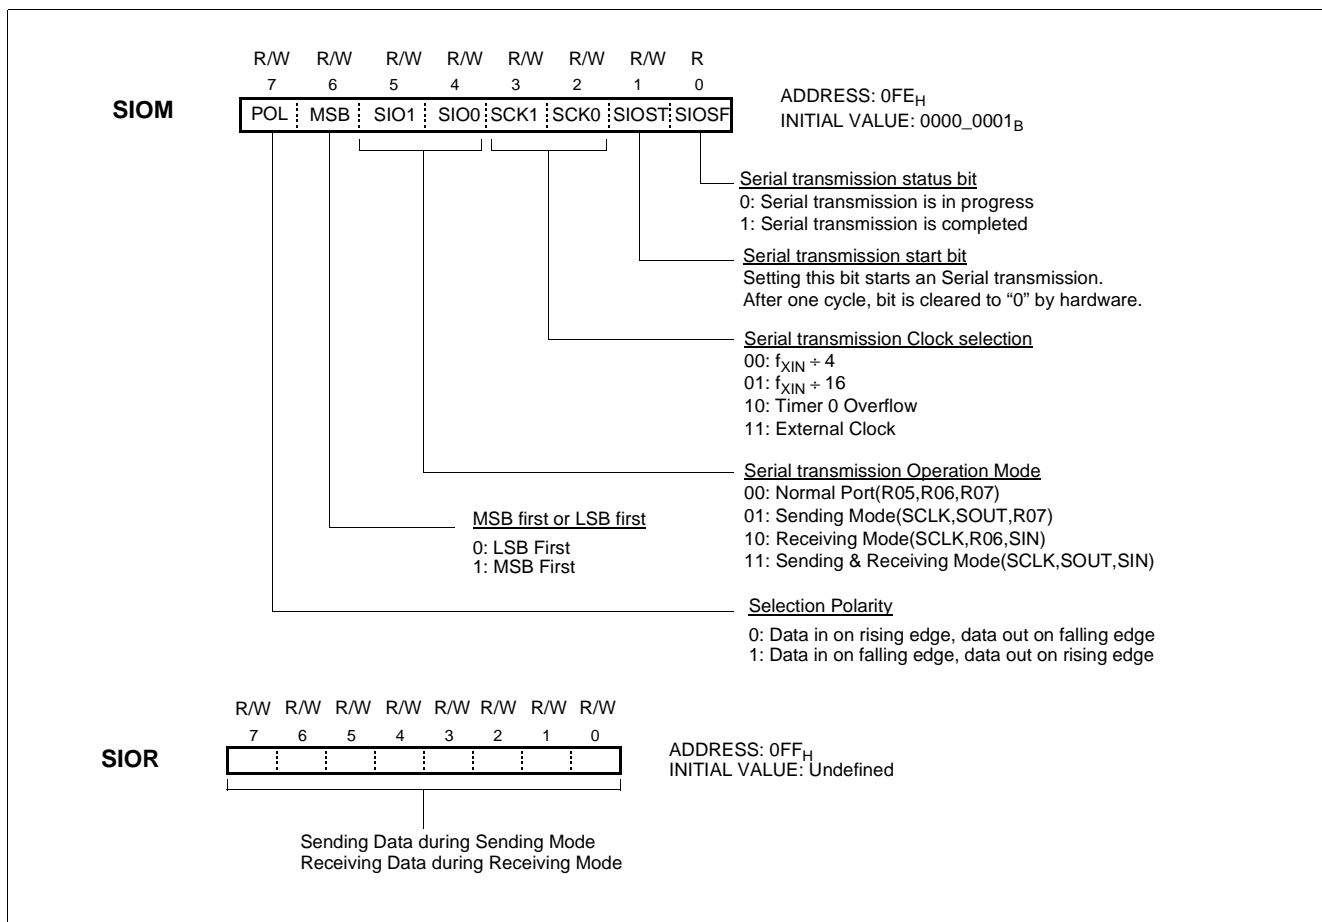 R/W R/W R/W R/W R/W R/W R/W R
7 6 5 4 3 2 1 0
SIOM
POL MSB SIO1 SIO0 SCK1 SCK0 SIOST SIOSF
ADDRESS: 0FEH
INITIAL VALUE: 0000_0001B
Serial transmission status bit
0: Serial transmission is in progress
1: Serial transmission is completed
Serial transmission start bit
Setting this bit starts an Serial transmission.
After one cycle, bit is cleared to “0” by hardware.
Serial transmission Clock selection
00: fXIN ÷ 4
01: fXIN ÷ 16
10: Timer 0 Overflow
11: External Clock
Serial transmission Operation Mode
00: Normal Port(R05,R06,R07)
01: Sending Mode(SCLK,SOUT,R07)
10: Receiving Mode(SCLK,R06,SIN)
11: Sending & Receiving Mode(SCLK,SOUT,SIN)
MSB first or LSB first
0: LSB First
1: MSB First
Selection Polarity
0: Data in on rising edge, data out on falling edge
1: Data in on falling edge, data out on rising edge
R/W R/W R/W R/W R/W R/W R/W R/W
7 6 5 4 3 2 1 0
SIOR
ADDRESS: 0FFH
INITIAL VALUE: Undefined
Sending Data during Sending Mode
Receiving Data during Receiving Mode